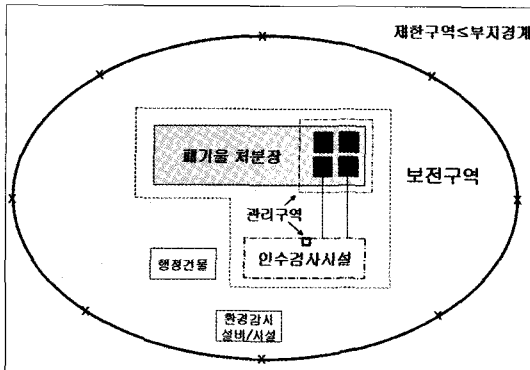 제한구역≤부지경계
폐기물 처분장
보전구역
관리구역
인수검사시설
행정건물
환경감시
설비/시설